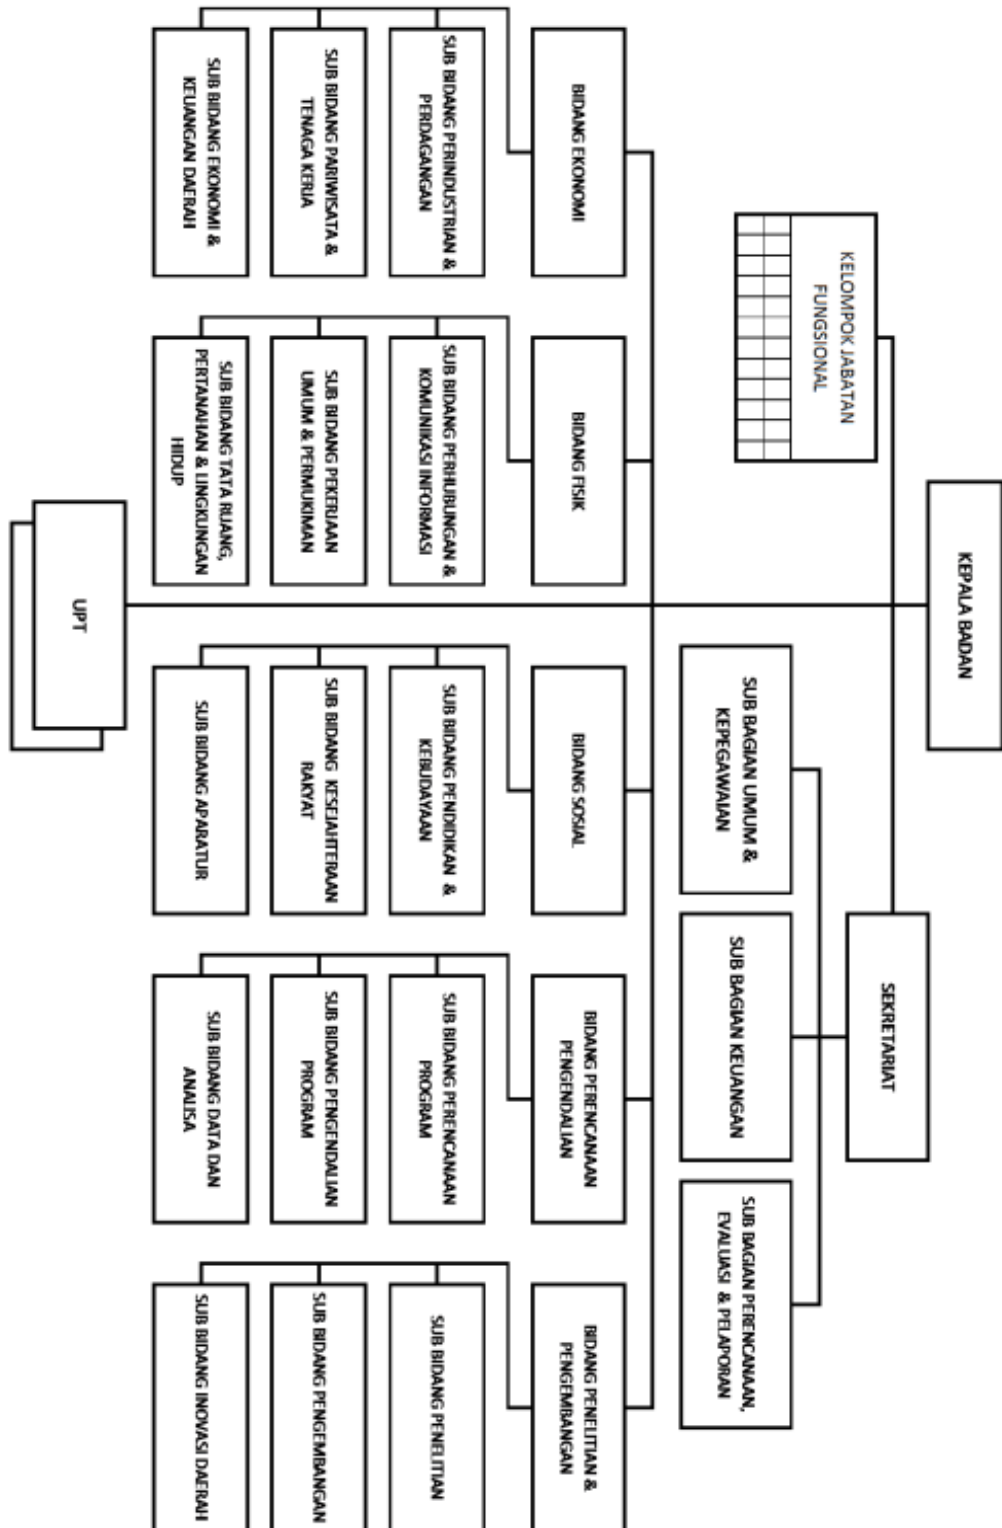 KEPALA BADAN
KELOMPOK JABATAN
FUNGSIONAL
SEKRETARIAT
SUB BAGIAN UMUM &
KEPEGAWAIAN
SUB BAGIAN KEUANGAN
SUB BAGIAN PERENCANAAN,
EVALUASI & PELAPORAN
BIDANG EKONOMI
BIDANG FISIK
BIDANG SOSIAL
BIDANG PERENCANAAN
PENGENDALIAN
BIDANG PENELITIAN &
PENGEMBANGAN
SUB BIDANG PERINDUSTRIAN &
PERDAGANGAN
SUB BIDANG PERHUBUNGAN &
KOMUNIKASI INFORMASI
SUB BIDANG PENDIDIKAN &
KEBUDAYAAN
SUB BIDANG PERENCANAAN
PROGRAM
SUB BIDANG PENELITIAN
SUB BIDANG PARIWISATA &
TENAGA KERJA
SUB BIDANG PEKERJAAN
UMUM & PERMUKIMAN
SUB BIDANG KESEJAHTERAAN
RAKYAT
SUB BIDANG PENGENDALIAN
PROGRAM
SUB BIDANG PENGEMBANGAN
SUB BIDANG EKONOMI &
KEUANGAN DAERAH
SUB BIDANG TATA RUANG,
PERTANAHAN & LINGKUNGAN
HIDUP
SUB BIDANG APARATUR
SUB BIDANG DATA DAN
ANALISA
SUB BIDANG INOVASI DAERAH
UPT